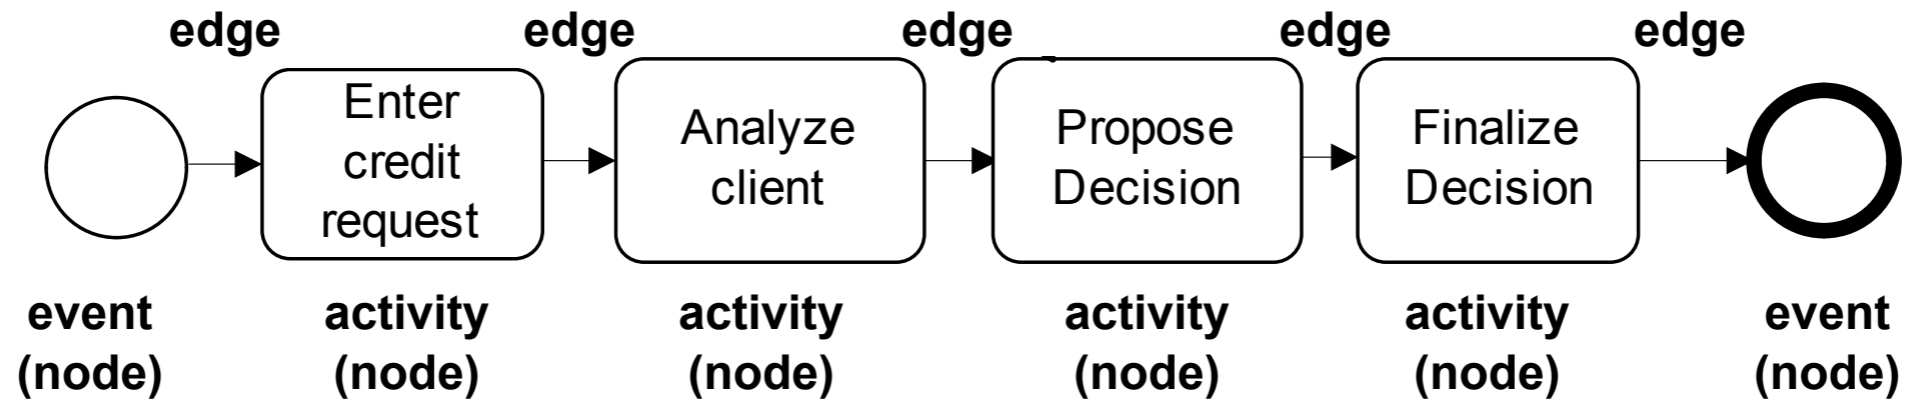 edge edge edge edge edge
Enter
credit
request
Analyze
client
Propose
Decision
Finalize
Decision
event activity activity activity activity event
(node) (node) (node) (node) (node) (node)